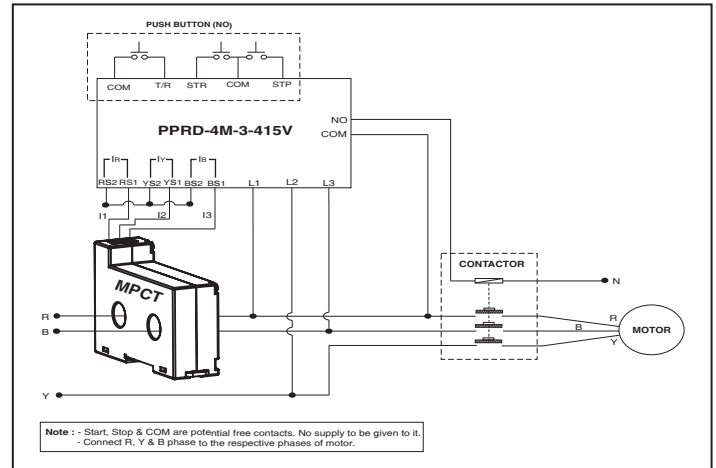 PUSH BUTTON (NO)
COM T/R STR COM STP
PPRD-4M-3-415V
NO
COM
IR IY IB
RS2 RS1 YS2 YS1 BS2 BS1 L1 L2 L3
I1 I2 I3
MPCT
CONTACTOR
N
R
B
R
B
Y
MOTOR
Y
Note : - Start, Stop & COM are potential free contacts. No supply to be given to it.
- Connect R, Y & B phase to the respective phases of motor.